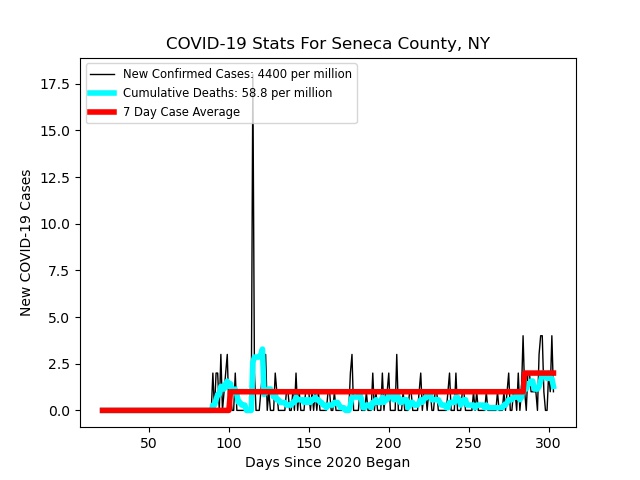 COVID-19 Stats For Seneca County, NY
New Confirmed Cases: 4400 per million
Cumulative Deaths: 58.8 per million
7 Day Case Average
17.5
15.0
12.5
10.0
7.5
5.0
2.5
0.0
New COVID-19 Cases
50 100 150 200 250 300
Days Since 2020 Began